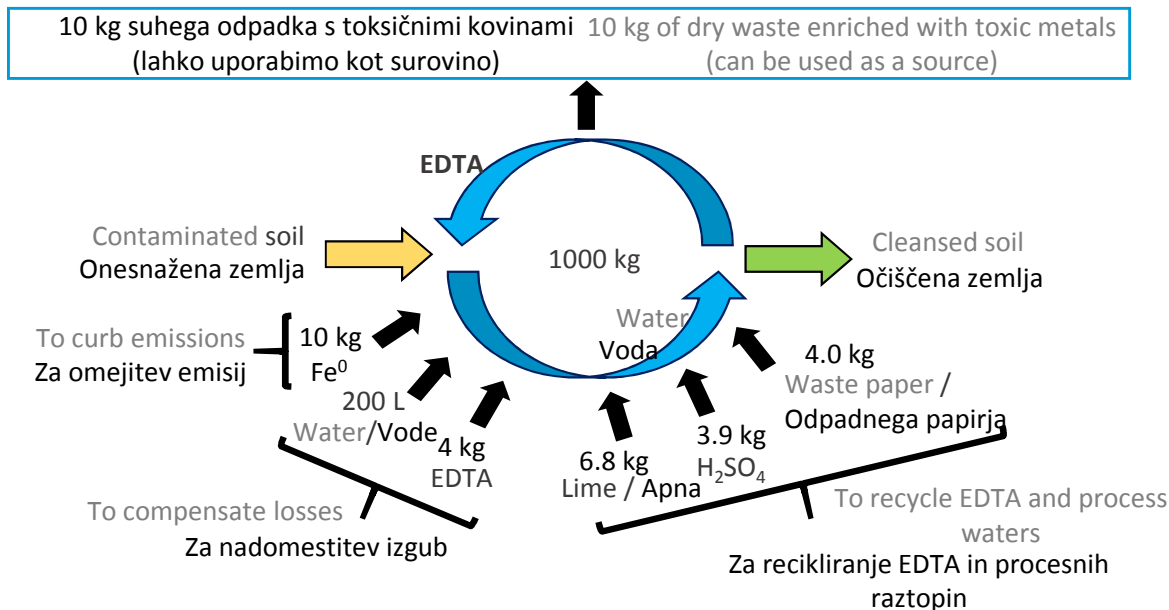 10 kg suhega odpadka s toksičnimi kovinami
(lahko uporabimo kot surovino)
10 kg of dry waste enriched with toxic metals
(can be used as a source)
EDTA
Contaminated soil
Onesnažena zemlja
1000 kg
Cleansed soil
Očiščena zemlja
Water
Voda
To curb emissions
Za omejitev emisij
10 kg
Fe⁰
200 L
Water/Vode
4 kg
EDTA
6.8 kg
Lime / Apna
3.9 kg
H₂SO₄
4.0 kg
Waste paper /
Odpadnega papirja
To compensate losses
Za nadomestitev izgub
To recycle EDTA and process
waters
Za recikliranje EDTA in procesnih
raztopin